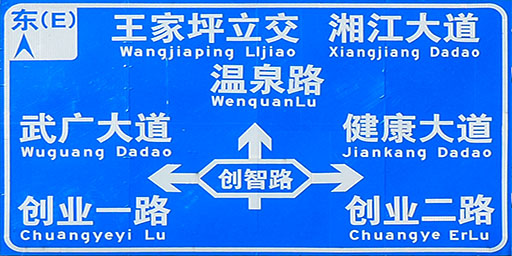 东(E)
王家坪立交 湘江大道
Wangjiaping LIjiao Xiangjiang Dadao
温泉路
WenquanLu
武广大道 健康大道
Wuguang Dadao Jiankang Dadao
创智路
创业一路 创业二路
Chuangyeyi Lu Chuangye ErLu